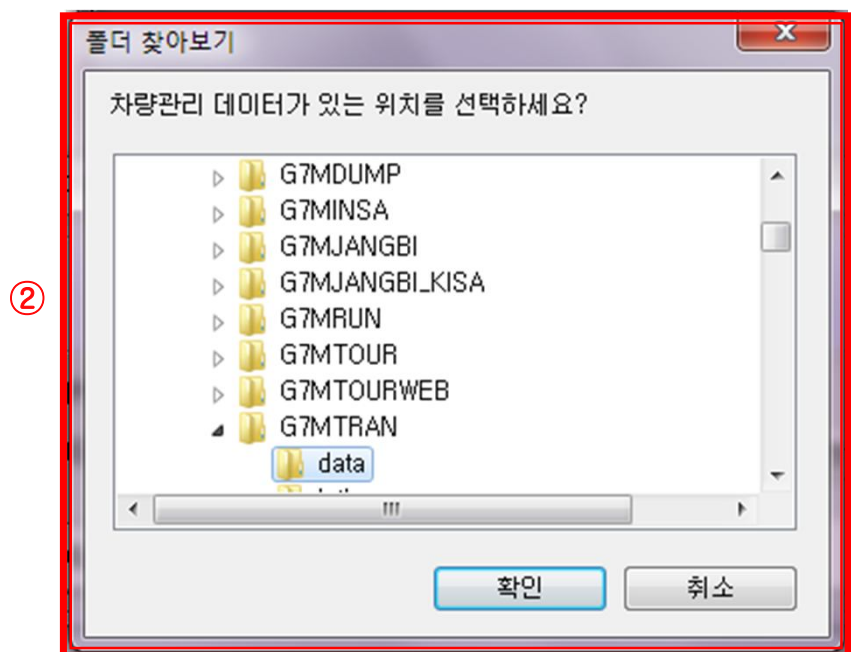 폴더 찾아보기
차량관리 데이터가 있는 위치를 선택하세요?
G7MDUMP
G7MINSA
G7MJANGBI
G7MJANGBI_KISA
②
G7MRUN
G7MTOUR
G7MTOURWEB
G7MTRAN
data
확인
취소